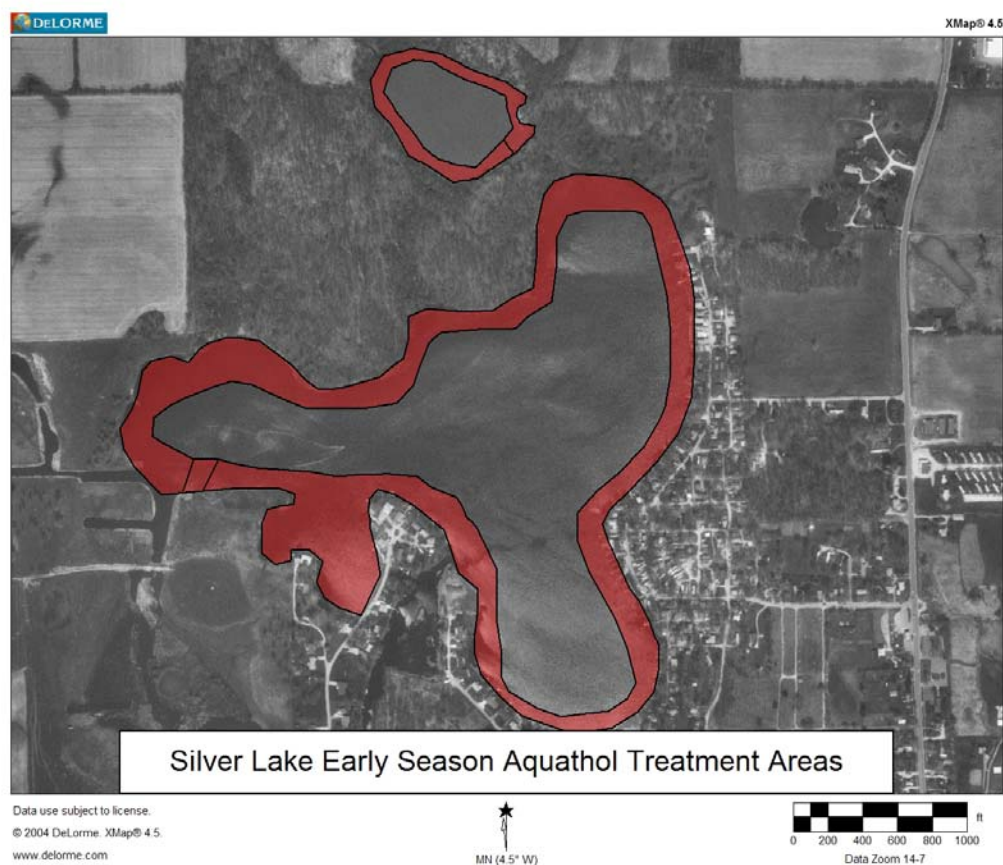 DELORME
XMap® 4.5
Silver Lake Early Season Aquathol Treatment Areas
Data use subject to license.
© 2004 DeLorme. XMap® 4.5.
www.delorme.com
MN (4.5° W)
ft
0 200 400 600 800 1000
Data Zoom 14-7